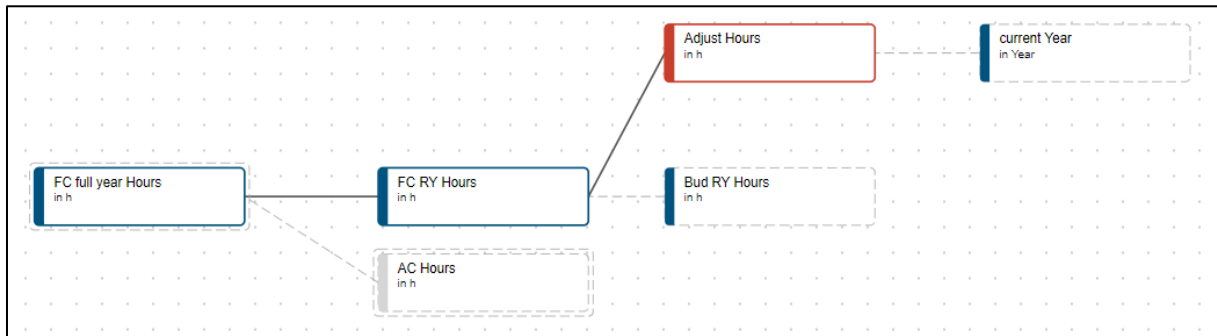 Adjust Hours
in h
current Year
in Year
FC full year Hours
in h
FC RY Hours
in h
Bud RY Hours
in h
AC Hours
in h